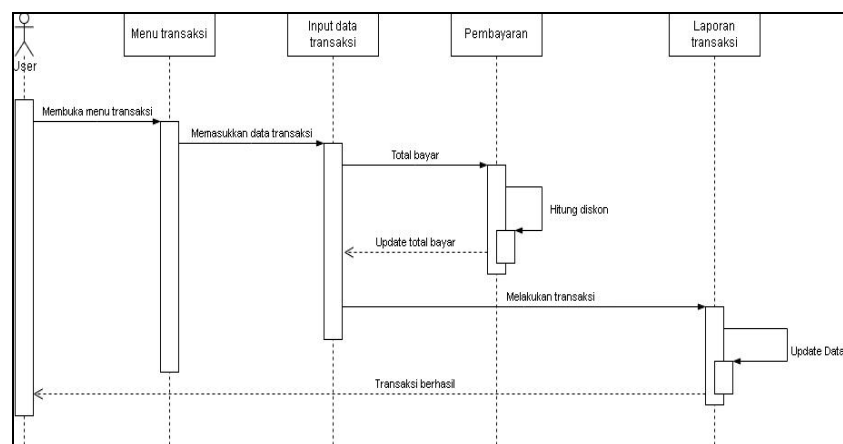 User
Menu transaksi
Input data
transaksi
Pembayaran
Laporan
transaksi
Membuka menu transaksi
Memasukkan data transaksi
Total bayar
Hitung diskon
Update total bayar
Melakukan transaksi
Update Data
Transaksi berhasil